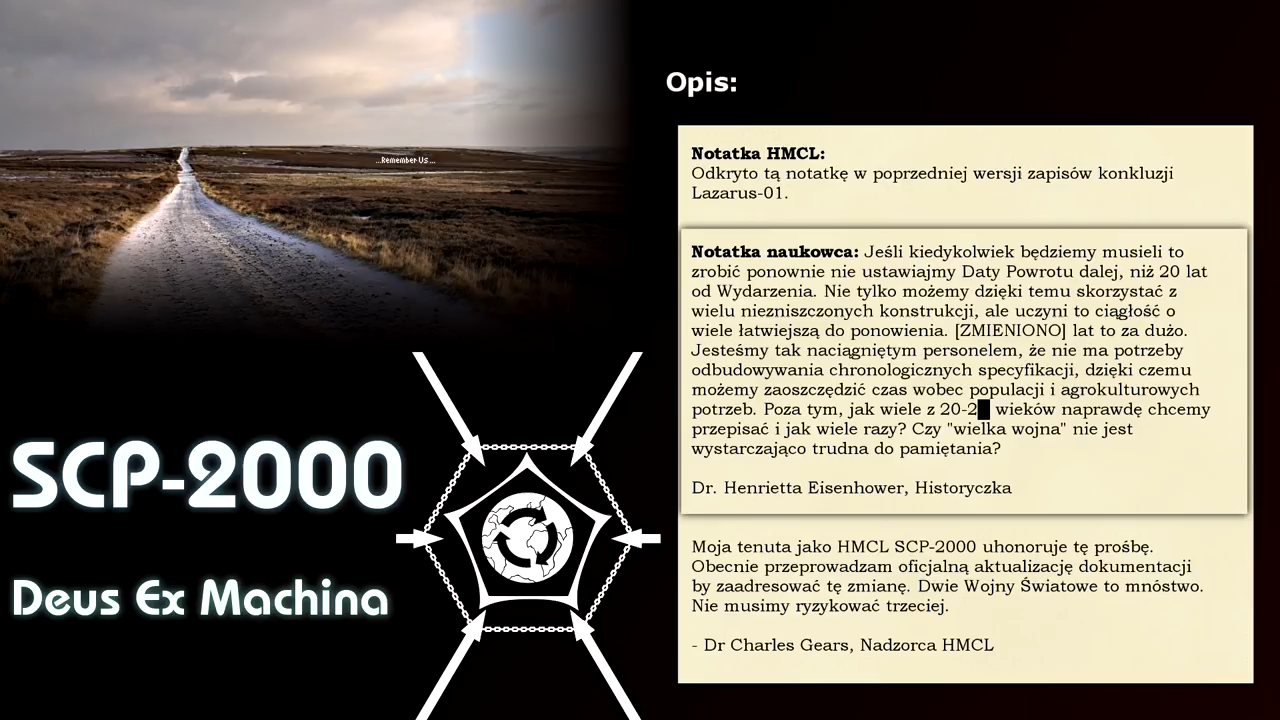 ...Remember Us...
SCP-2000
Deus Ex Machina
Opis:
Notatka HMCL:
Odkryto tą notatkę w poprzedniej wersji zapisów konkluzji
Lazarus-01.
Notatka naukowca: Jeśli kiedykolwiek będziemy musieli to
zrobić ponownie nie ustawiajmy Daty Powrotu dalej, niż 20 lat
od Wydarzenia. Nie tylko możemy dzięki temu skorzystać z
wielu niezniszczonych konstrukcji, ale uczyni to ciągłość o
wiele łatwiejszą do ponowienia. [ZMIENIONO] lat to za dużo.
Jesteśmy tak naciągniętym personelem, że nie ma potrzeby
odbudowywania chronologicznych specyfikacji, dzięki czemu
możemy zaoszczędzić czas wobec populacji i agrokulturowych
potrzeb. Poza tym, jak wiele z 20-2█ wieków naprawdę chcemy
przepisać i jak wiele razy? Czy "wielka wojna" nie jest
wystarczająco trudna do pamiętania?
Dr. Henrietta Eisenhower, Historyczka
Moja tenuta jako HMCL SCP-2000 uhonoruje tę prośbę.
Obecnie przeprowadzam oficjalną aktualizację dokumentacji
by zaadresować tę zmianę. Dwie Wojny Światowe to mnóstwo.
Nie musimy ryzykować trzeciej.
- Dr Charles Gears, Nadzorca HMCL